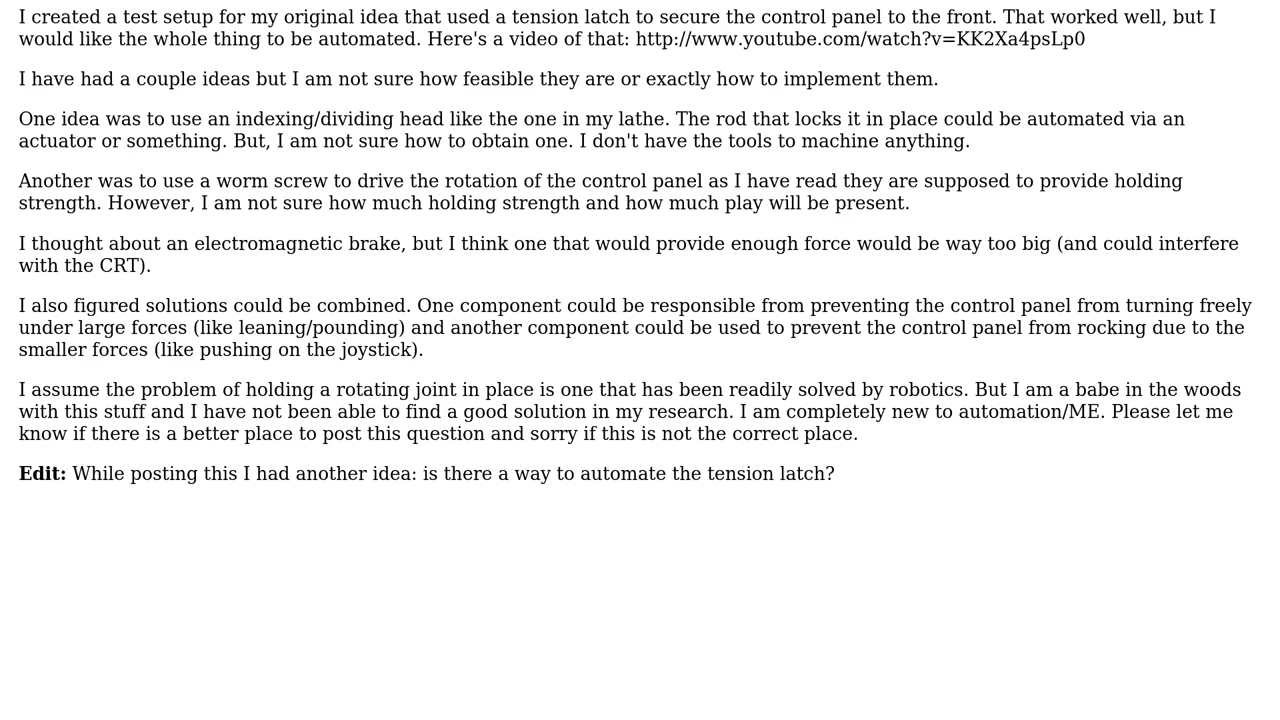 I created a test setup for my original idea that used a tension latch to secure the control panel to the front. That worked well, but I
would like the whole thing to be automated. Here's a video of that: http://www.youtube.com/watch?v=KK2Xa4psLp0
I have had a couple ideas but I am not sure how feasible they are or exactly how to implement them.
One idea was to use an indexing/dividing head like the one in my lathe. The rod that locks it in place could be automated via an
actuator or something. But, I am not sure how to obtain one. I don't have the tools to machine anything.
Another was to use a worm screw to drive the rotation of the control panel as I have read they are supposed to provide holding
strength. However, I am not sure how much holding strength and how much play will be present.
I thought about an electromagnetic brake, but I think one that would provide enough force would be way too big (and could interfere
with the CRT).
I also figured solutions could be combined. One component could be responsible from preventing the control panel from turning freely
under large forces (like leaning/pounding) and another component could be used to prevent the control panel from rocking due to the
smaller forces (like pushing on the joystick).
I assume the problem of holding a rotating joint in place is one that has been readily solved by robotics. But I am a babe in the woods
with this stuff and I have not been able to find a good solution in my research. I am completely new to automation/ME. Please let me
know if there is a better place to post this question and sorry if this is not the correct place.
Edit: While posting this I had another idea: is there a way to automate the tension latch?